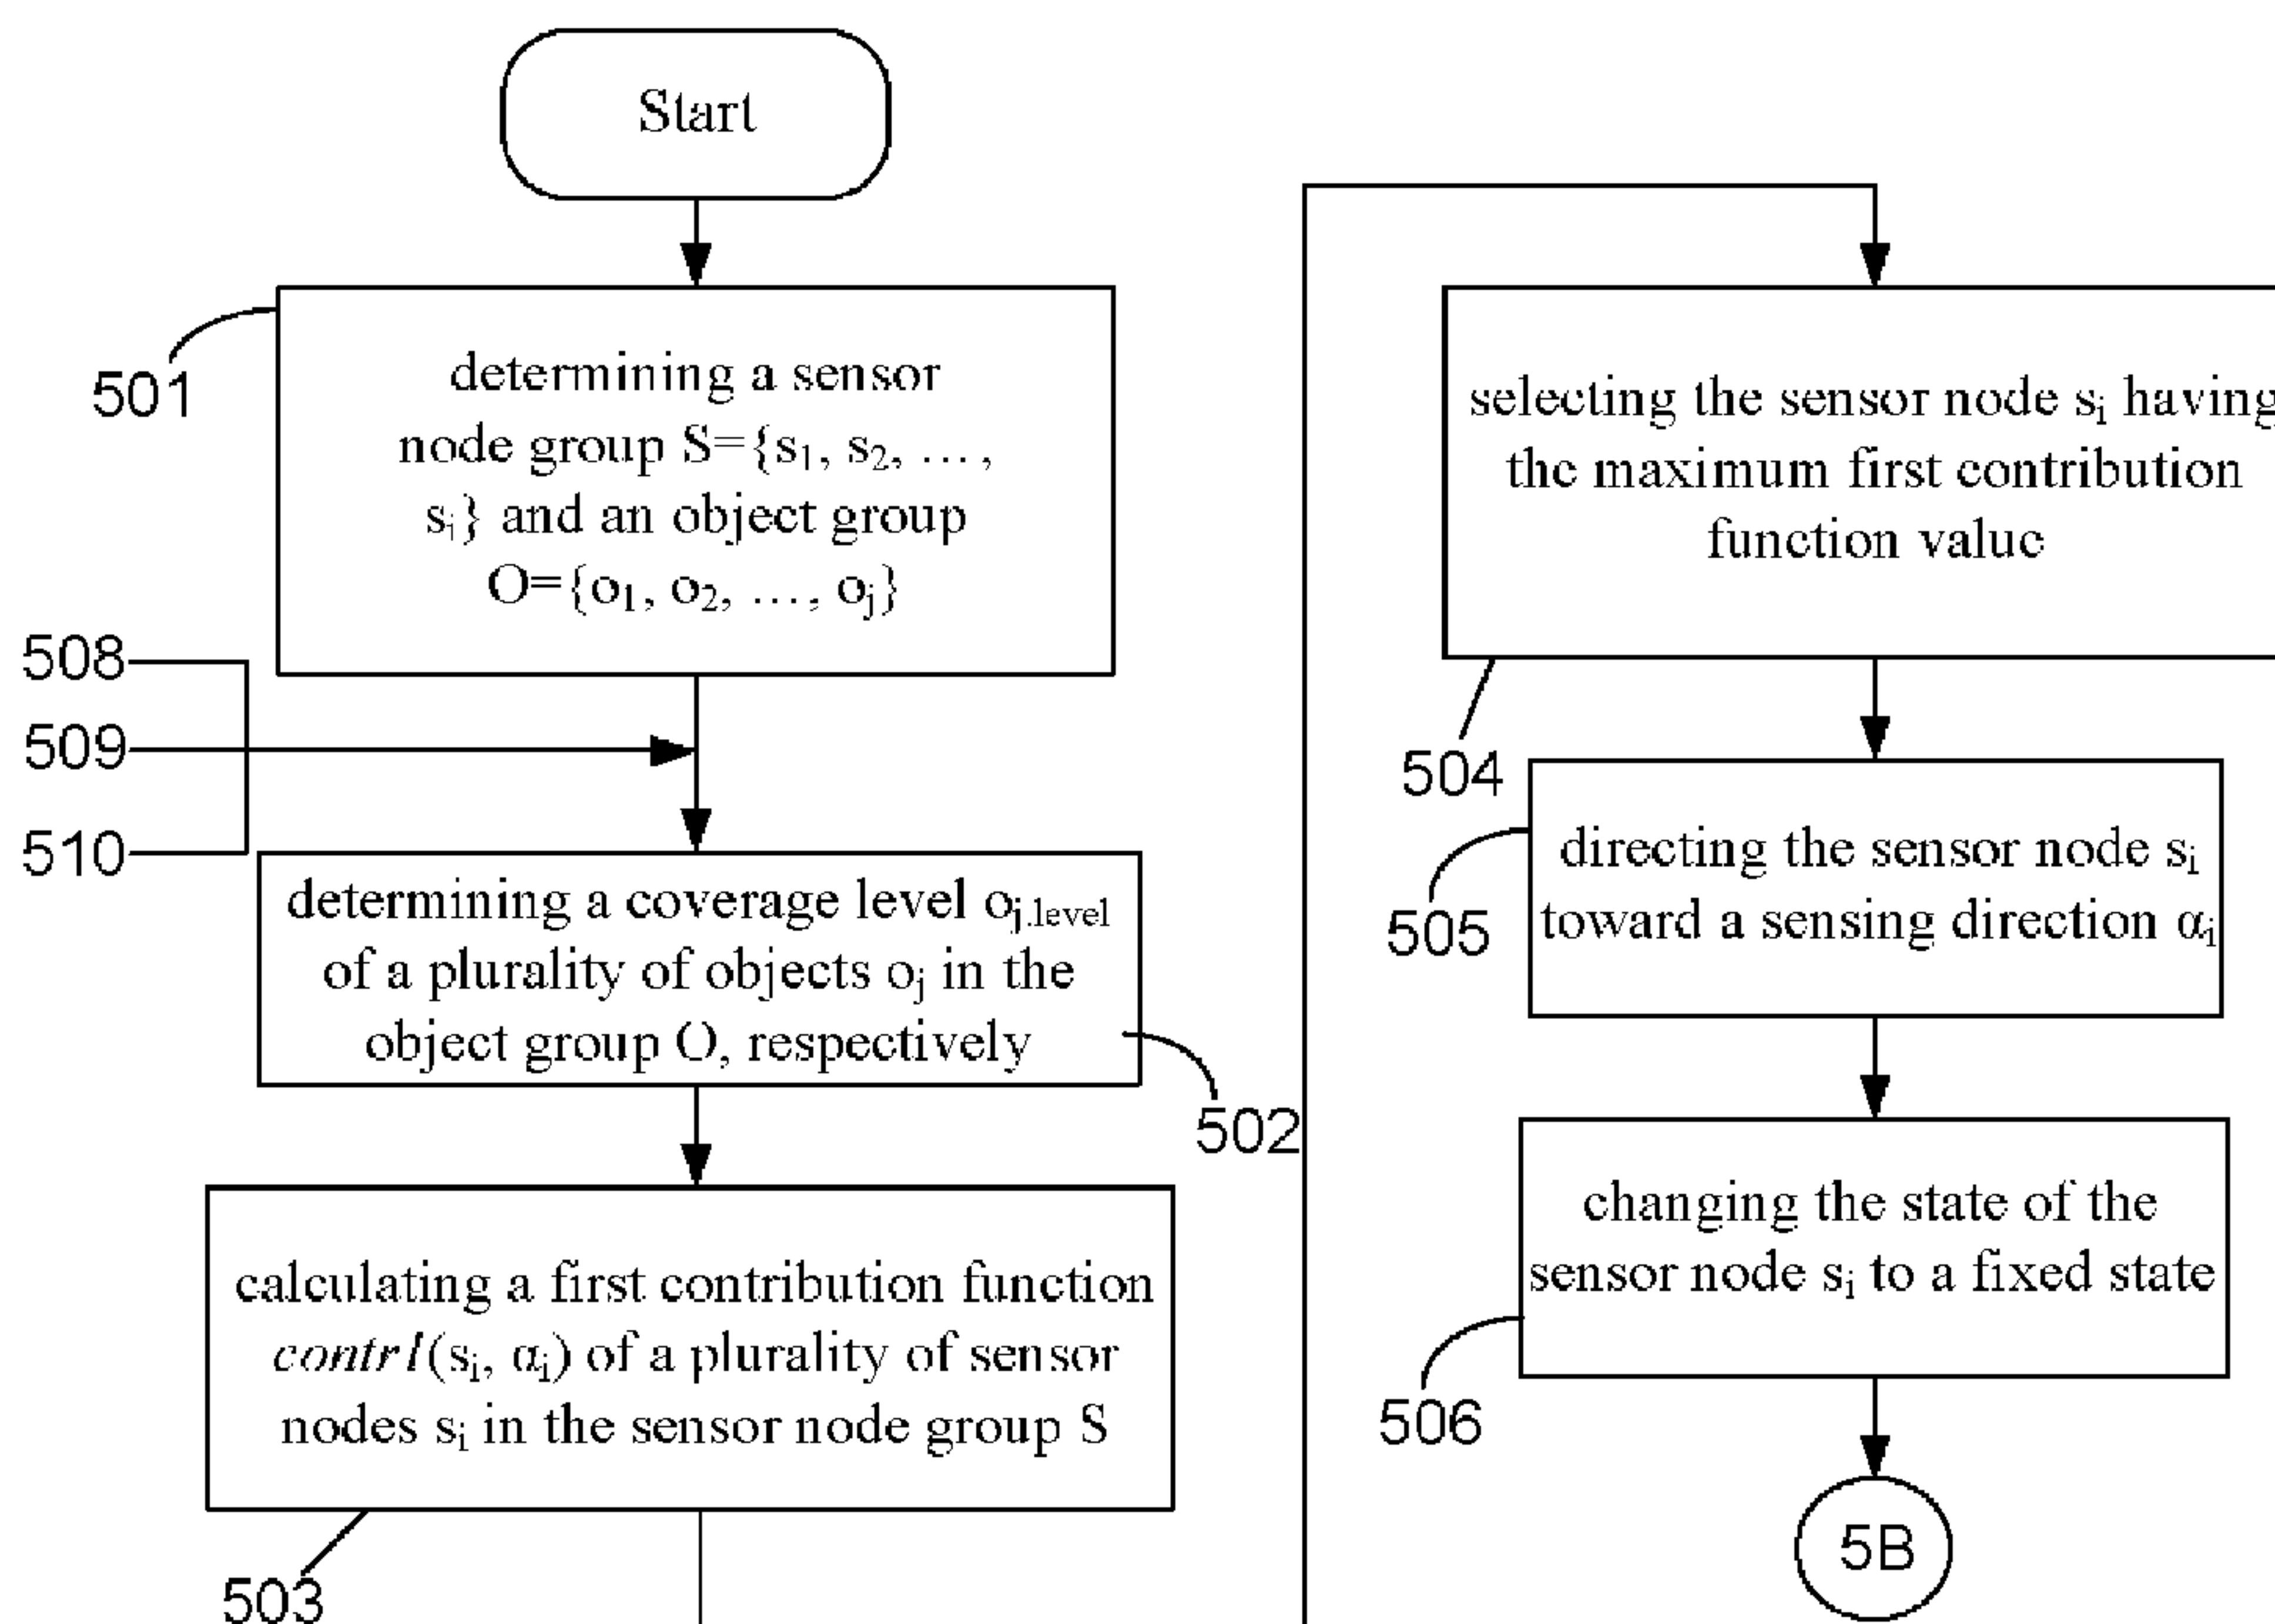 Start
501
determining a sensor
node group S={s₁, s₂, …,
sᵢ} and an object group
O={o₁, o₂, …, oⱼ}
508
509
510
determining a coverage level oⱼ.level
of a plurality of objects oⱼ in the
object group O, respectively
502
calculating a first contribution function
contrI(sᵢ, αᵢ) of a plurality of sensor
nodes sᵢ in the sensor node group S
503
selecting the sensor node sᵢ having
the maximum first contribution
function value
504
directing the sensor node sᵢ
toward a sensing direction αᵢ
505
changing the state of the
sensor node sᵢ to a fixed state
506
5B